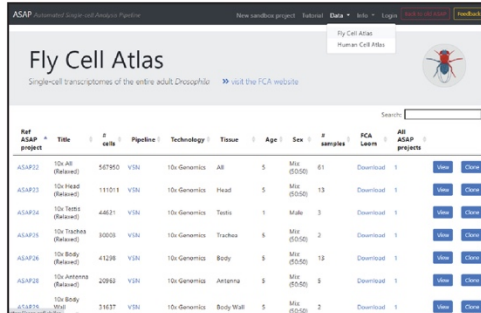 ASAP Automated Single-cell Analysis Pipeline New sandbox project Tutorial Data Info Login Feedback
Fly Cell Atlas
Human Cell Atlas
Fly Cell Atlas
Single-cell transcriptomes of the entire adult Drosophila visit the FCA website
Search:
Ref ASAP project Title # cells Pipeline Technology Tissue Age Sex # samples FCA Loom All ASAP projects
ASAP22 10x All (Relaxed) 567950 VSN 10x Genomics All 5 Mix (50:50) 61 Download 1 View Clone
ASAP23 10x Head (Relaxed) 111011 VSN 10x Genomics Head 5 Mix (50:50) 13 Download 1 View Clone
ASAP24 10x Testis (Relaxed) 44621 VSN 10x Genomics Testis 1 Male 3 Download 1 View Clone
ASAP25 10x Trachea (Relaxed) VSN 10x Genomics Trachea 5 Mix (50:50) 2 Download 1 View Clone
ASAP26 10x Body (Relaxed) VSN 10x Genomics Body 5 Mix (50:50) Download 1 View Clone
ASAP28 10x Antenna (Relaxed) VSN 10x Genomics Antenna 5 Mix (50:50) 5 Download 1 View Clone
ASAP29 10x Body Wall (Relaxed) 31637 VSN 10x Genomics Body Wall 5 Mix (50:50) 2 Download 1 View Clone